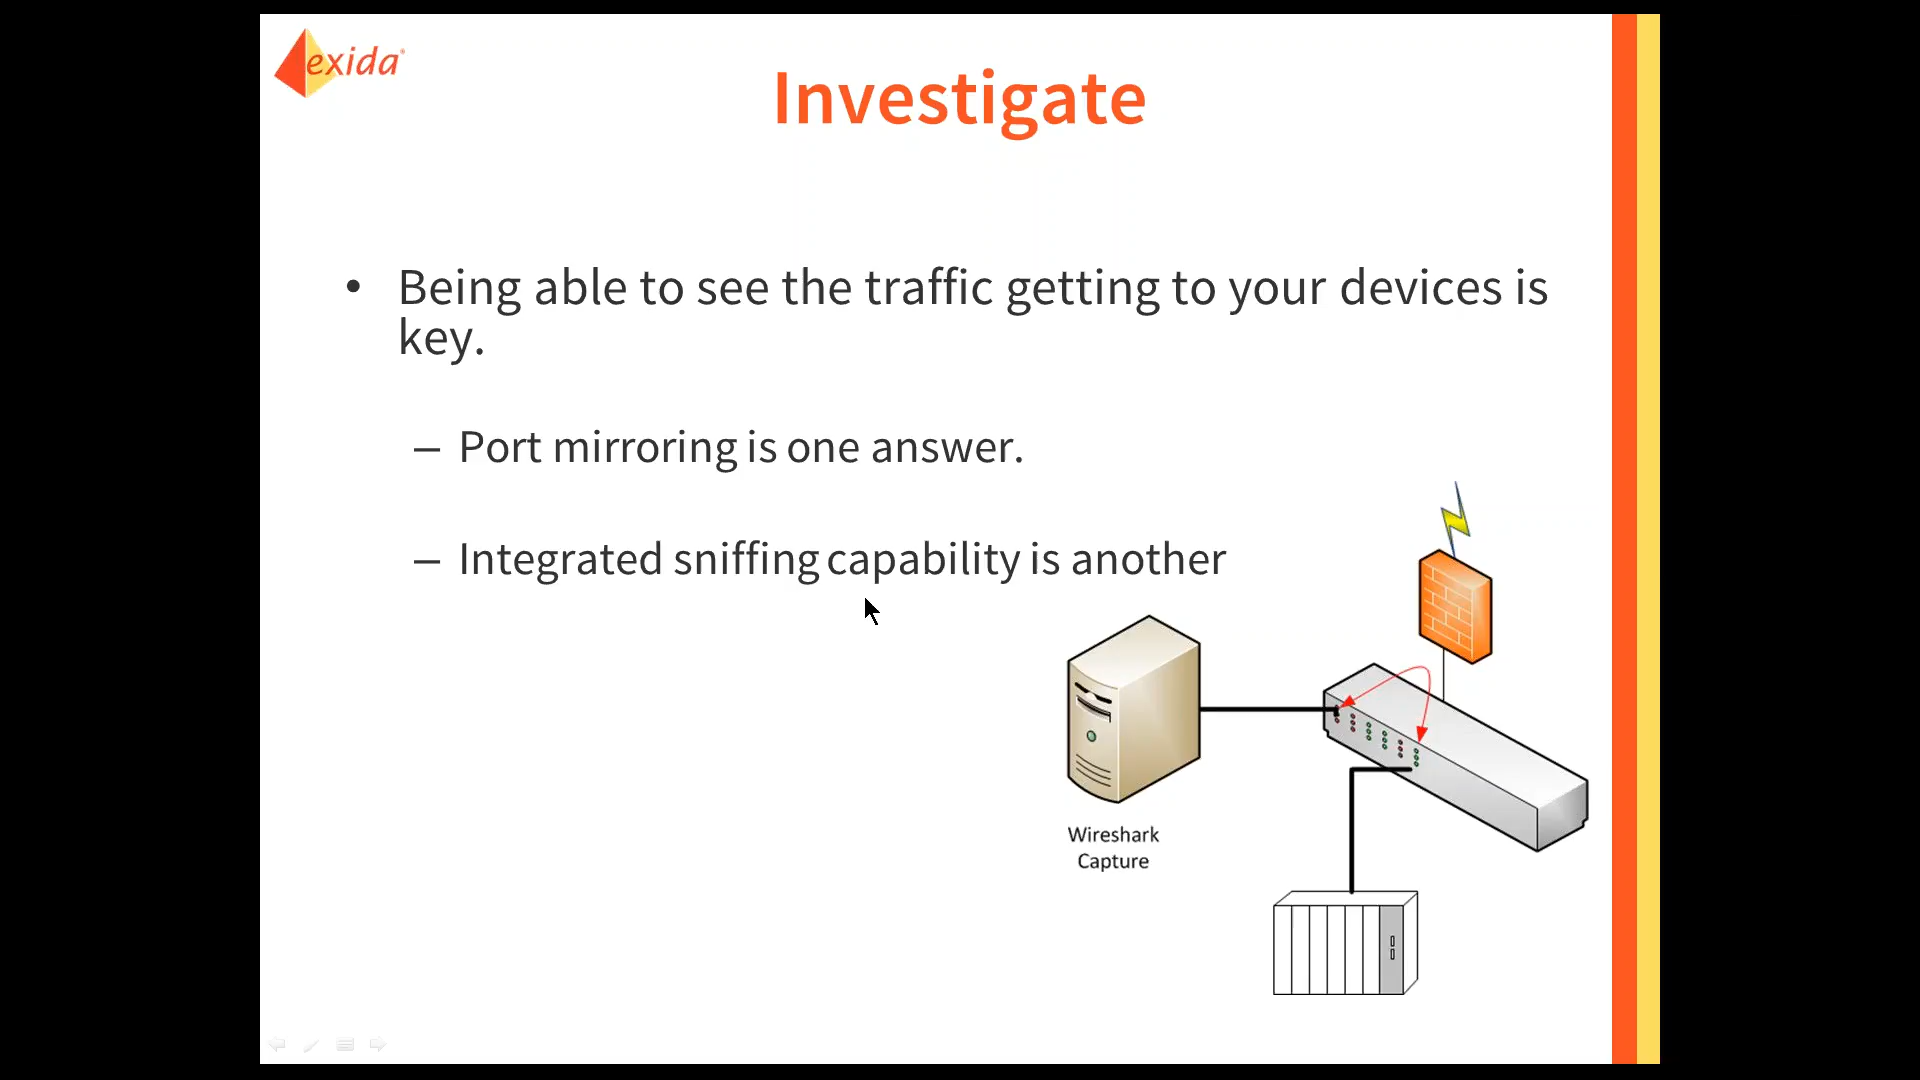 exida
Investigate
• Being able to see the traffic getting to your devices is
key.
– Port mirroring is one answer.
– Integrated sniffing capability is another
Wireshark
Capture